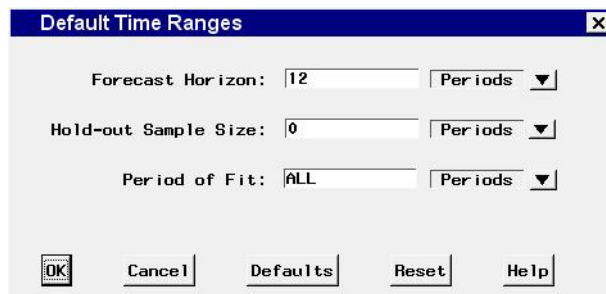 Default Time Ranges
Forecast Horizon: 12 Periods
Hold-out Sample Size: 0 Periods
Period of Fit: ALL Periods
OK Cancel Defaults Reset Help